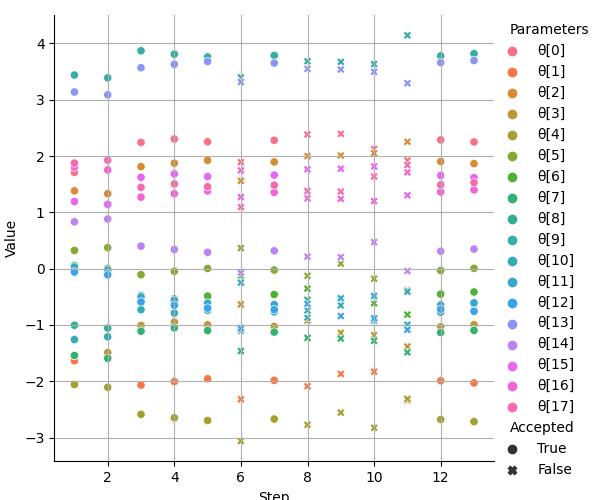 Parameters
θ[0]
θ[1]
θ[2]
θ[3]
θ[4]
θ[5]
θ[6]
θ[7]
θ[8]
θ[9]
θ[10]
θ[11]
θ[12]
θ[13]
θ[14]
θ[15]
θ[16]
θ[17]
Accepted
True
False
Value
4
3
2
1
0
−1
−2
−3
2 4 6 8 10 12
Step